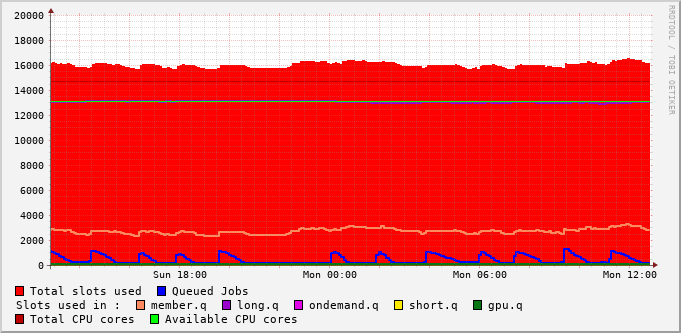 20000
18000
16000
14000
12000
10000
8000
6000
4000
2000
0
Sun 18:00 Mon 00:00 Mon 06:00 Mon 12:00
Total slots used Queued Jobs
Slots used in : member.q long.q ondemand.q short.q gpu.q
Total CPU cores Available CPU cores
RRDTOOL / TOBI OETIKER